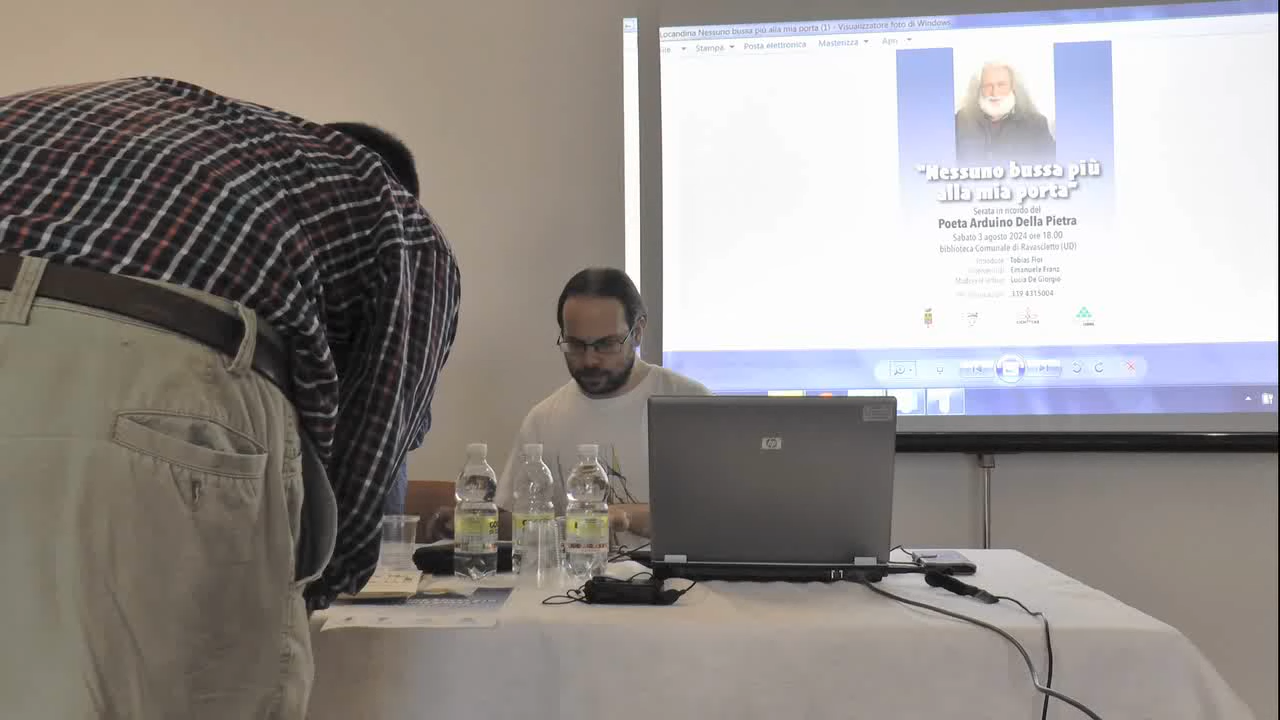 Locandina Nessuno bussa più alla mia porta (1) - Visualizzatore foto di Windows
File Stampa Posta elettronica Masterizza Apri
"Nessuno bussa più
alla mia porta"
Serata in ricordo del
Poeta Arduino Della Pietra
Sabato 3 agosto 2024 ore 18.00
biblioteca Comunale di Ravascletto (UD)
Introduce: Tobias Fior
Emanuele Franz
Lucia De Giorgio
339 4315004
hp